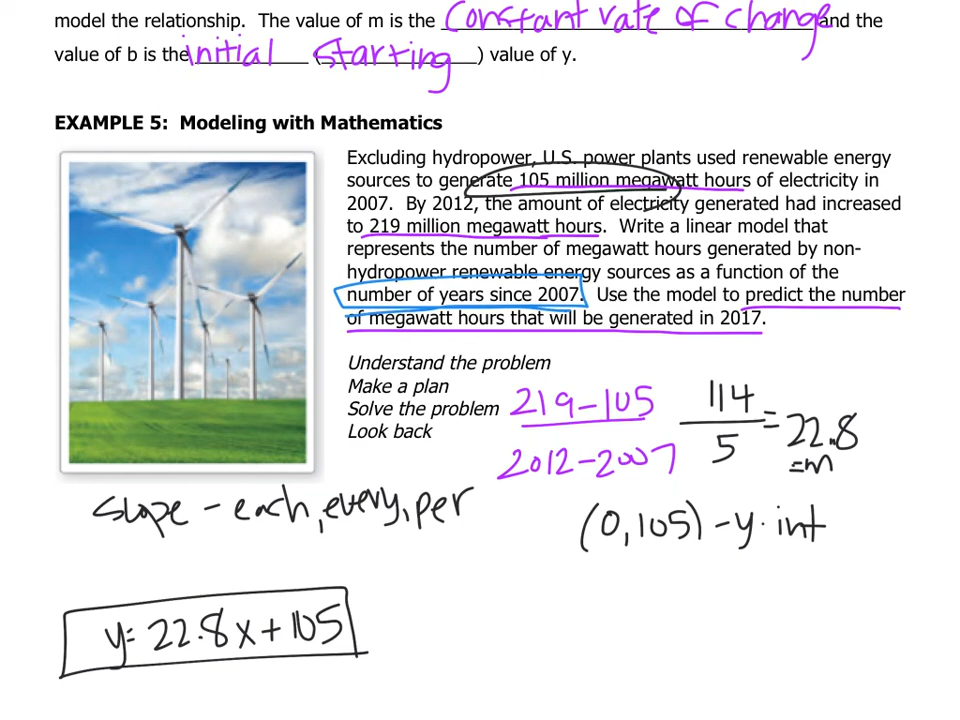 model the relationship. The value of m is the constant rate of change and the
value of b is the initial (starting) value of y.
EXAMPLE 5: Modeling with Mathematics
Excluding hydropower, U.S. power plants used renewable energy
sources to generate 105 million megawatt hours of electricity in
2007. By 2012, the amount of electricity generated had increased
to 219 million megawatt hours. Write a linear model that
represents the number of megawatt hours generated by non-
hydropower renewable energy sources as a function of the
number of years since 2007. Use the model to predict the number
of megawatt hours that will be generated in 2017.
Understand the problem
Make a plan
Solve the problem
Look back
219-105
2012-2007
114
5
=22.8
=m
slope - each, every, per
(0,105) - y-int
y=22.8x+105